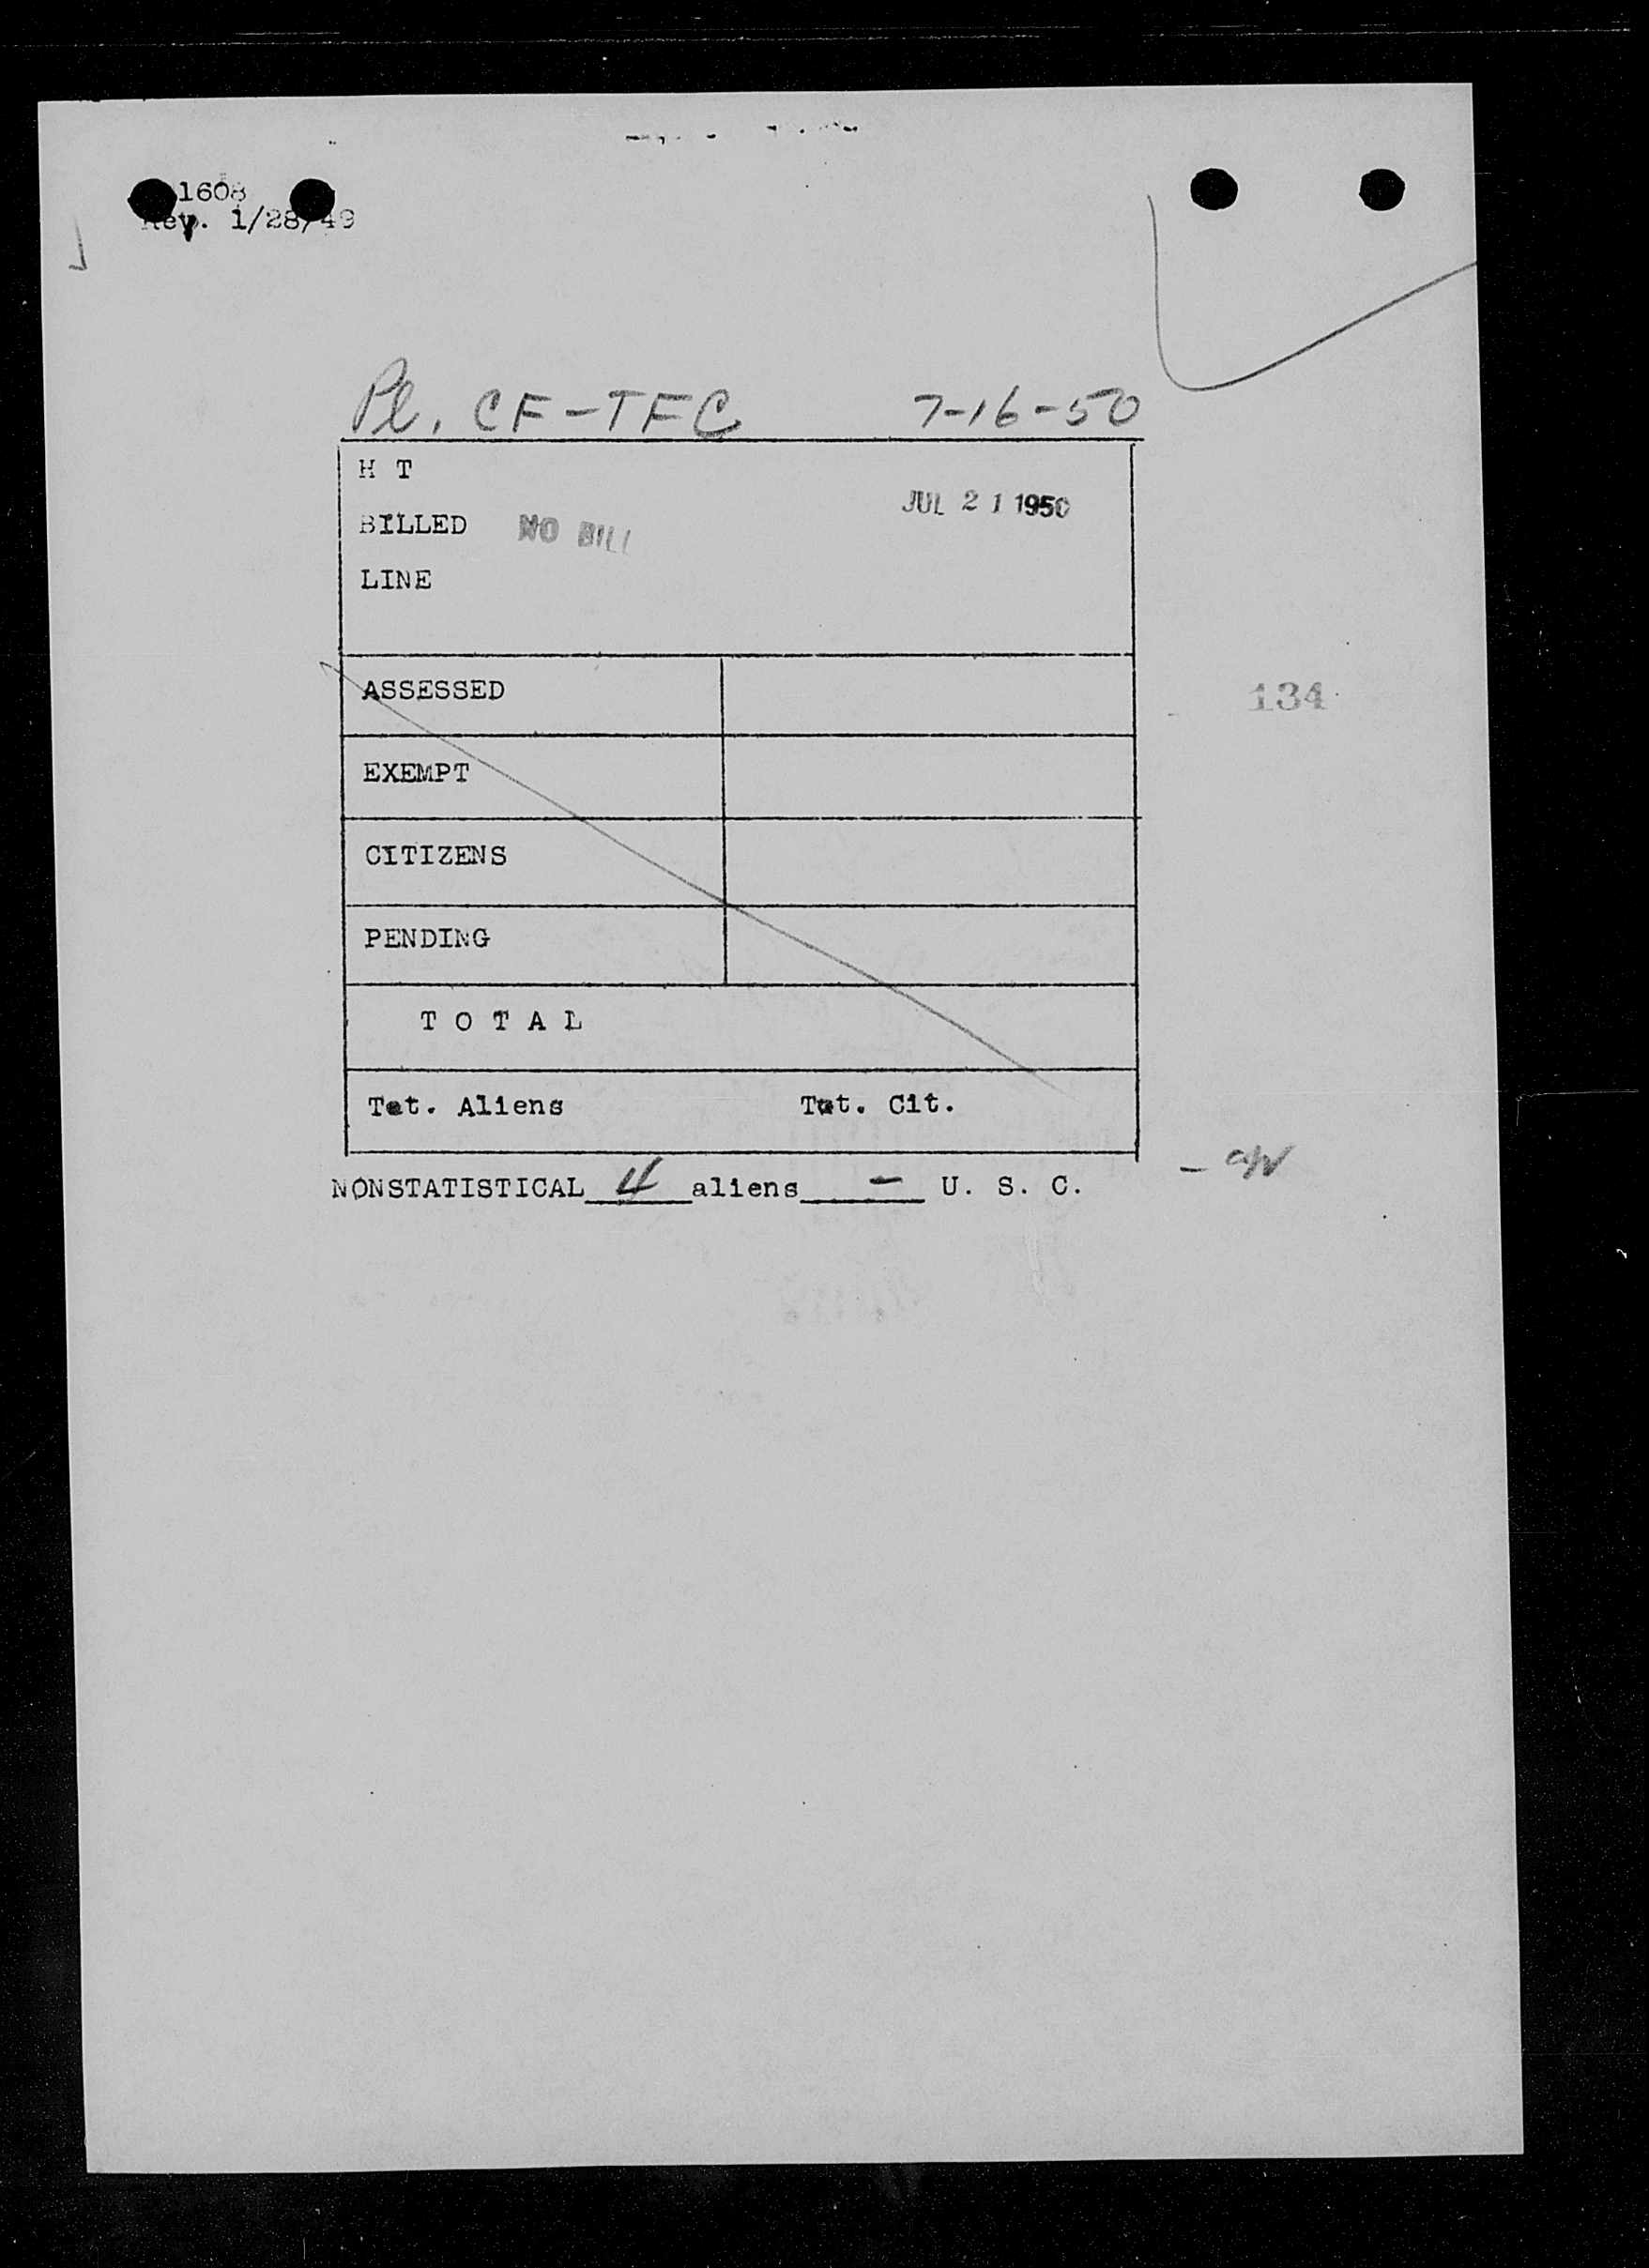 1608
Rev. 1/28/49
Pl. CF-TFC 7-16-50
H T
JUL 21 1950
BILLED NO BILL
LINE
ASSESSED
134
EXEMPT
CITIZENS
PENDING
T O T A L
Tot. Aliens Tot. Cit.
NONSTATISTICAL 4 aliens - U. S. C.